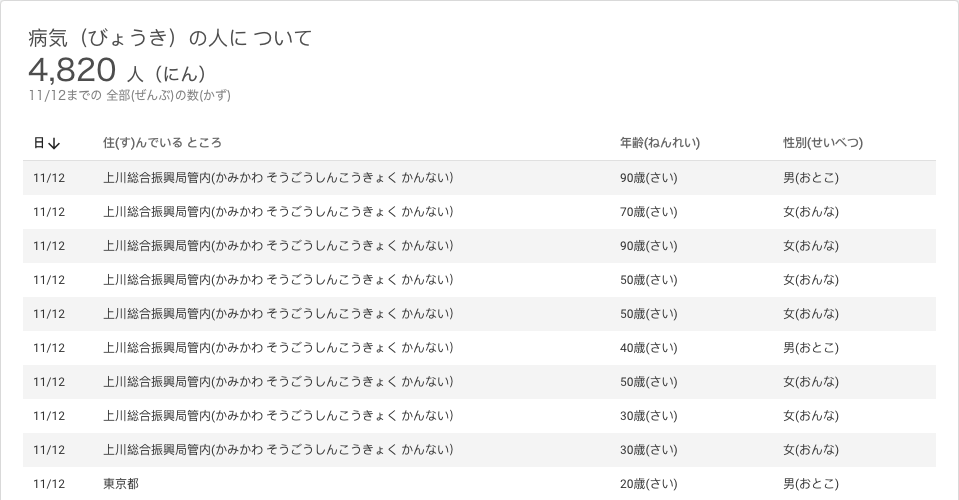 病気（びょうき）の人に ついて
4,820 人（にん）
11/12までの 全部(ぜんぶ)の数(かず)
日↓ 住(す)んでいる ところ 年齢(ねんれい) 性別(せいべつ)
11/12 上川総合振興局管内(かみかわ そうごうしんこうきょく かんない) 90歳(さい) 男(おとこ)
11/12 上川総合振興局管内(かみかわ そうごうしんこうきょく かんない) 70歳(さい) 女(おんな)
11/12 上川総合振興局管内(かみかわ そうごうしんこうきょく かんない) 90歳(さい) 女(おんな)
11/12 上川総合振興局管内(かみかわ そうごうしんこうきょく かんない) 50歳(さい) 女(おんな)
11/12 上川総合振興局管内(かみかわ そうごうしんこうきょく かんない) 50歳(さい) 女(おんな)
11/12 上川総合振興局管内(かみかわ そうごうしんこうきょく かんない) 40歳(さい) 男(おとこ)
11/12 上川総合振興局管内(かみかわ そうごうしんこうきょく かんない) 50歳(さい) 女(おんな)
11/12 上川総合振興局管内(かみかわ そうごうしんこうきょく かんない) 30歳(さい) 女(おんな)
11/12 上川総合振興局管内(かみかわ そうごうしんこうきょく かんない) 30歳(さい) 女(おんな)
11/12 東京都 20歳(さい) 男(おとこ)